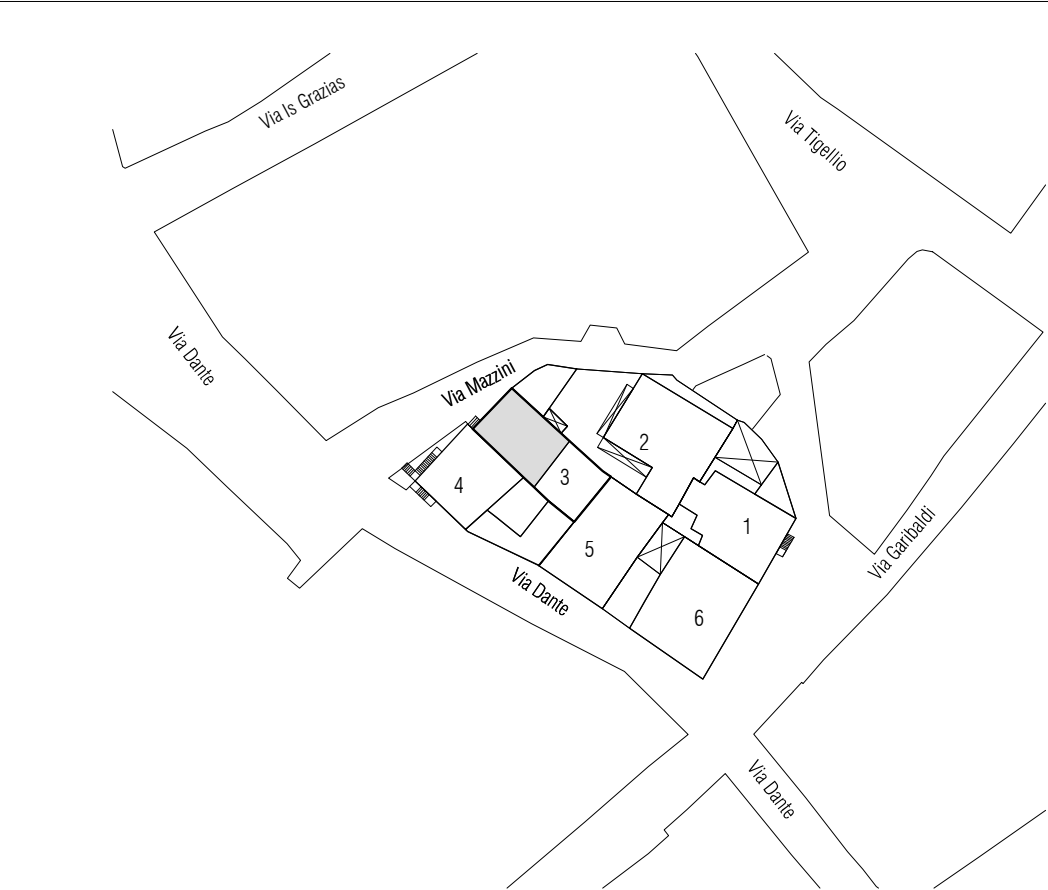 Via Is Grazias
Via Tigellio
Via Dante
Via Mazzini
2
3
4
1
5
Via Garibaldi
Via Dante
6
Via Dante